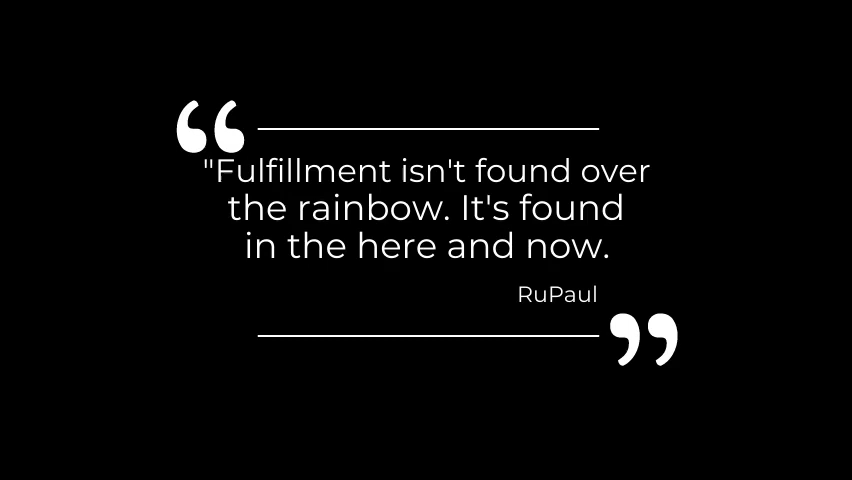 "Fulfillment isn't found over
the rainbow. It's found
in the here and now.
RuPaul